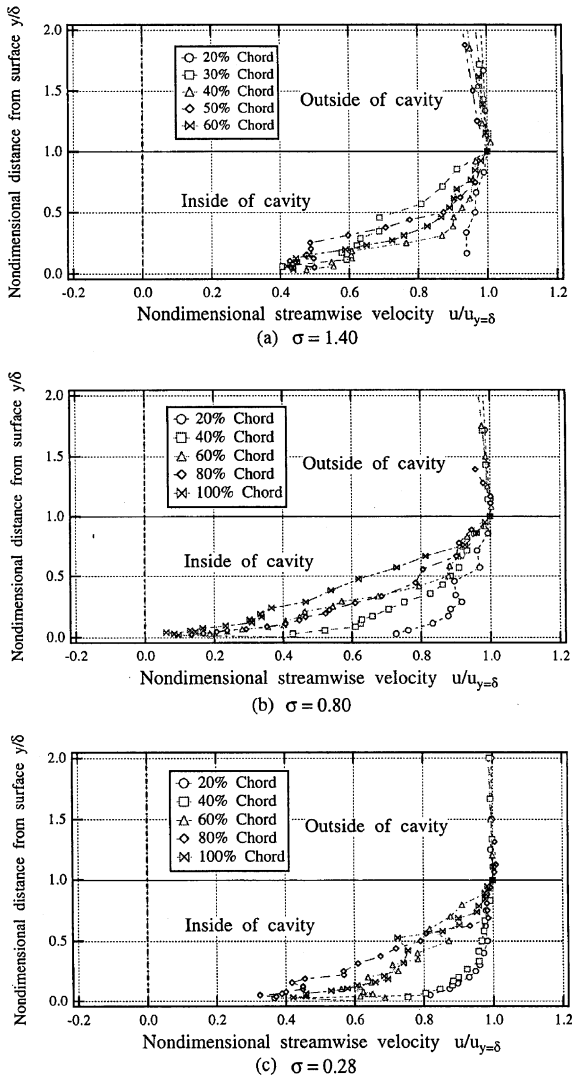 Nondimensional distance from surface y/δ
2.0
1.5
1.0
0.5
0.0
20% Chord
30% Chord
40% Chord
50% Chord
60% Chord
Outside of cavity
Inside of cavity
-0.2 0.0 0.2 0.4 0.6 0.8 1.0 1.2
Nondimensional streamwise velocity u/u_y=δ
(a) σ = 1.40
Nondimensional distance from surface y/δ
2.0
1.5
1.0
0.5
0.0
20% Chord
40% Chord
60% Chord
80% Chord
100% Chord
Outside of cavity
Inside of cavity
-0.2 0.0 0.2 0.4 0.6 0.8 1.0 1.2
Nondimensional streamwise velocity u/u_y=δ
(b) σ = 0.80
Nondimensional distance from surface y/δ
2.0
1.5
1.0
0.5
0.0
20% Chord
40% Chord
60% Chord
80% Chord
100% Chord
Outside of cavity
Inside of cavity
-0.2 0.0 0.2 0.4 0.6 0.8 1.0 1.2
Nondimensional streamwise velocity u/u_y=δ
(c) σ = 0.28